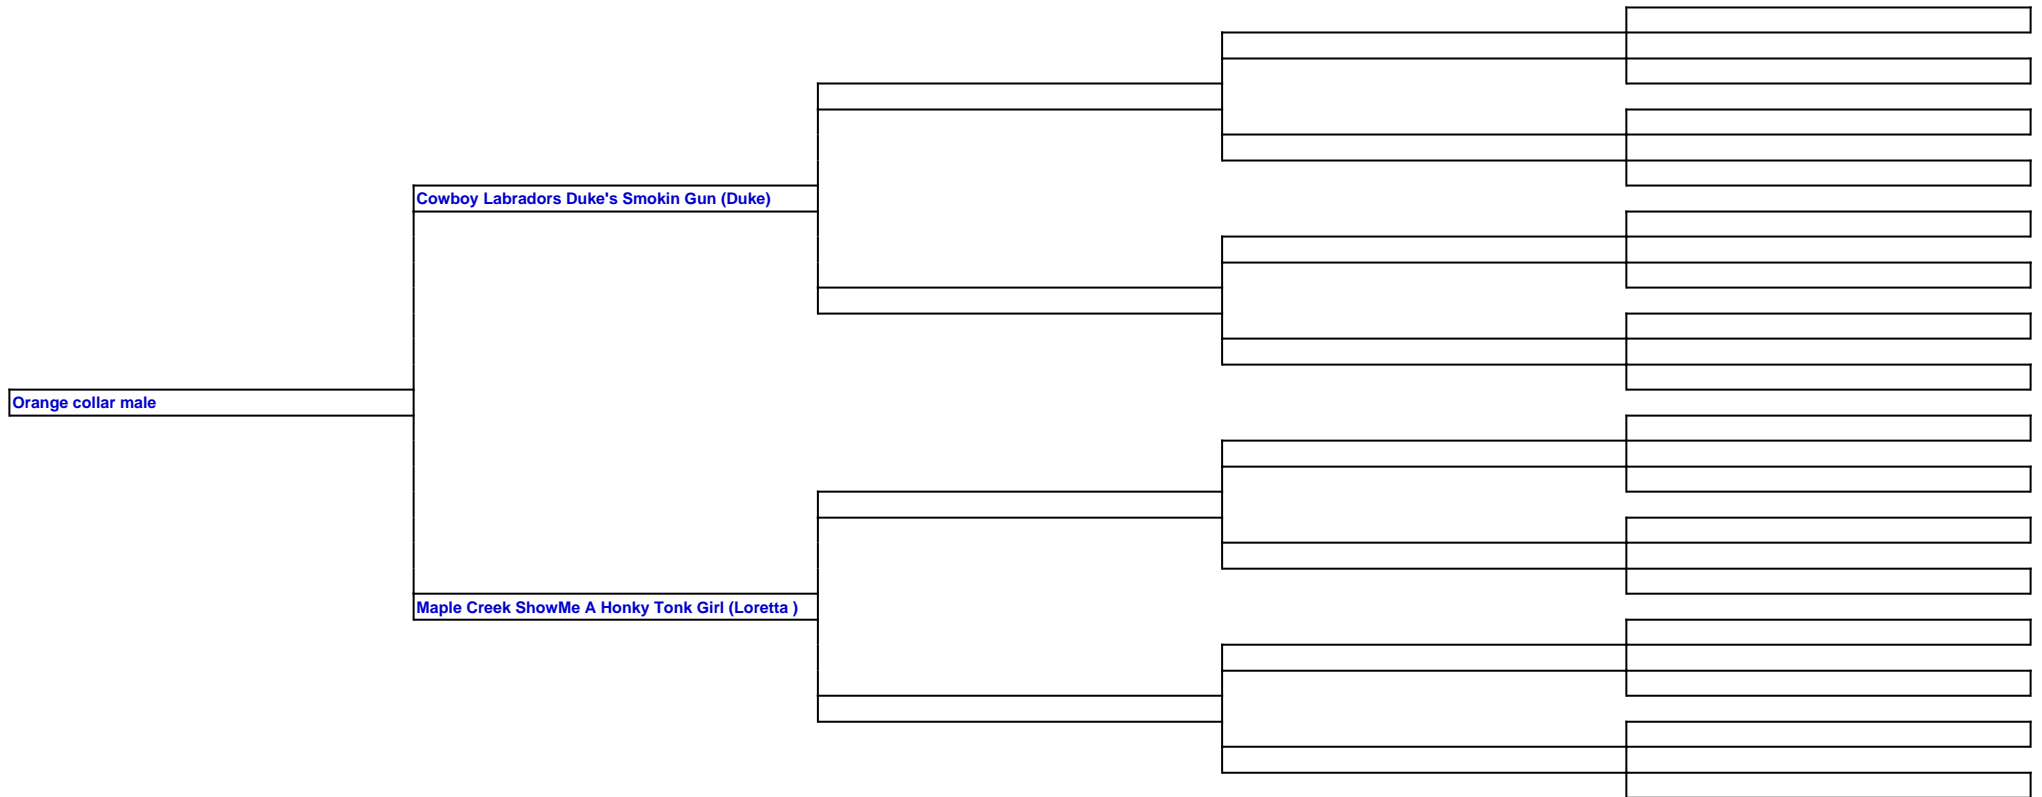 Cowboy Labradors Duke's Smokin Gun (Duke)
Orange collar male
Maple Creek ShowMe A Honky Tonk Girl (Loretta )